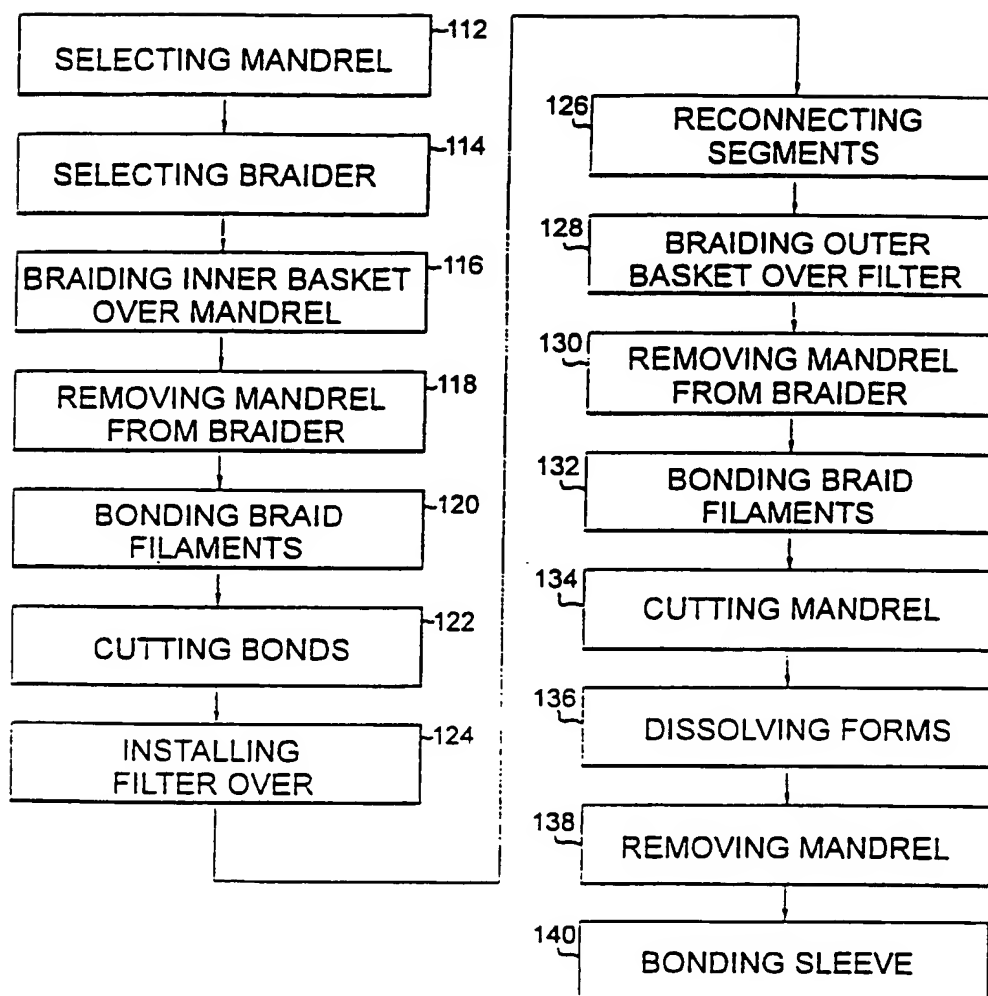 112
SELECTING MANDREL
114
SELECTING BRAIDER
116
BRAIDING INNER BASKET
OVER MANDREL
118
REMOVING MANDREL
FROM BRAIDER
120
BONDING BRAID
FILAMENTS
122
CUTTING BONDS
124
INSTALLING
FILTER OVER
126
RECONNECTING
SEGMENTS
128
BRAIDING OUTER
BASKET OVER FILTER
130
REMOVING MANDREL
FROM BRAIDER
132
BONDING BRAID
FILAMENTS
134
CUTTING MANDREL
136
DISSOLVING FORMS
138
REMOVING MANDREL
140
BONDING SLEEVE